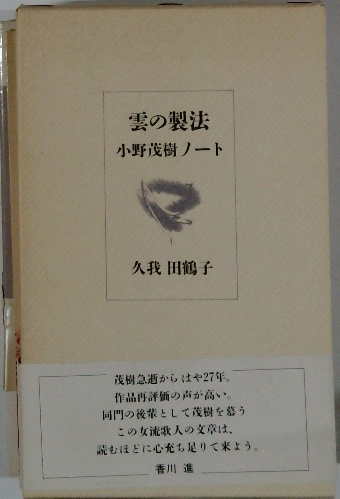 雲の製法
小野茂樹ノート
久我 田鶴子
茂樹急逝から はや27年。
作品再評価の声が高い。
同門の後輩として茂樹を慕う
この女流歌人の文章は、
読むほどに心充ち足りて来よう。
香川 進